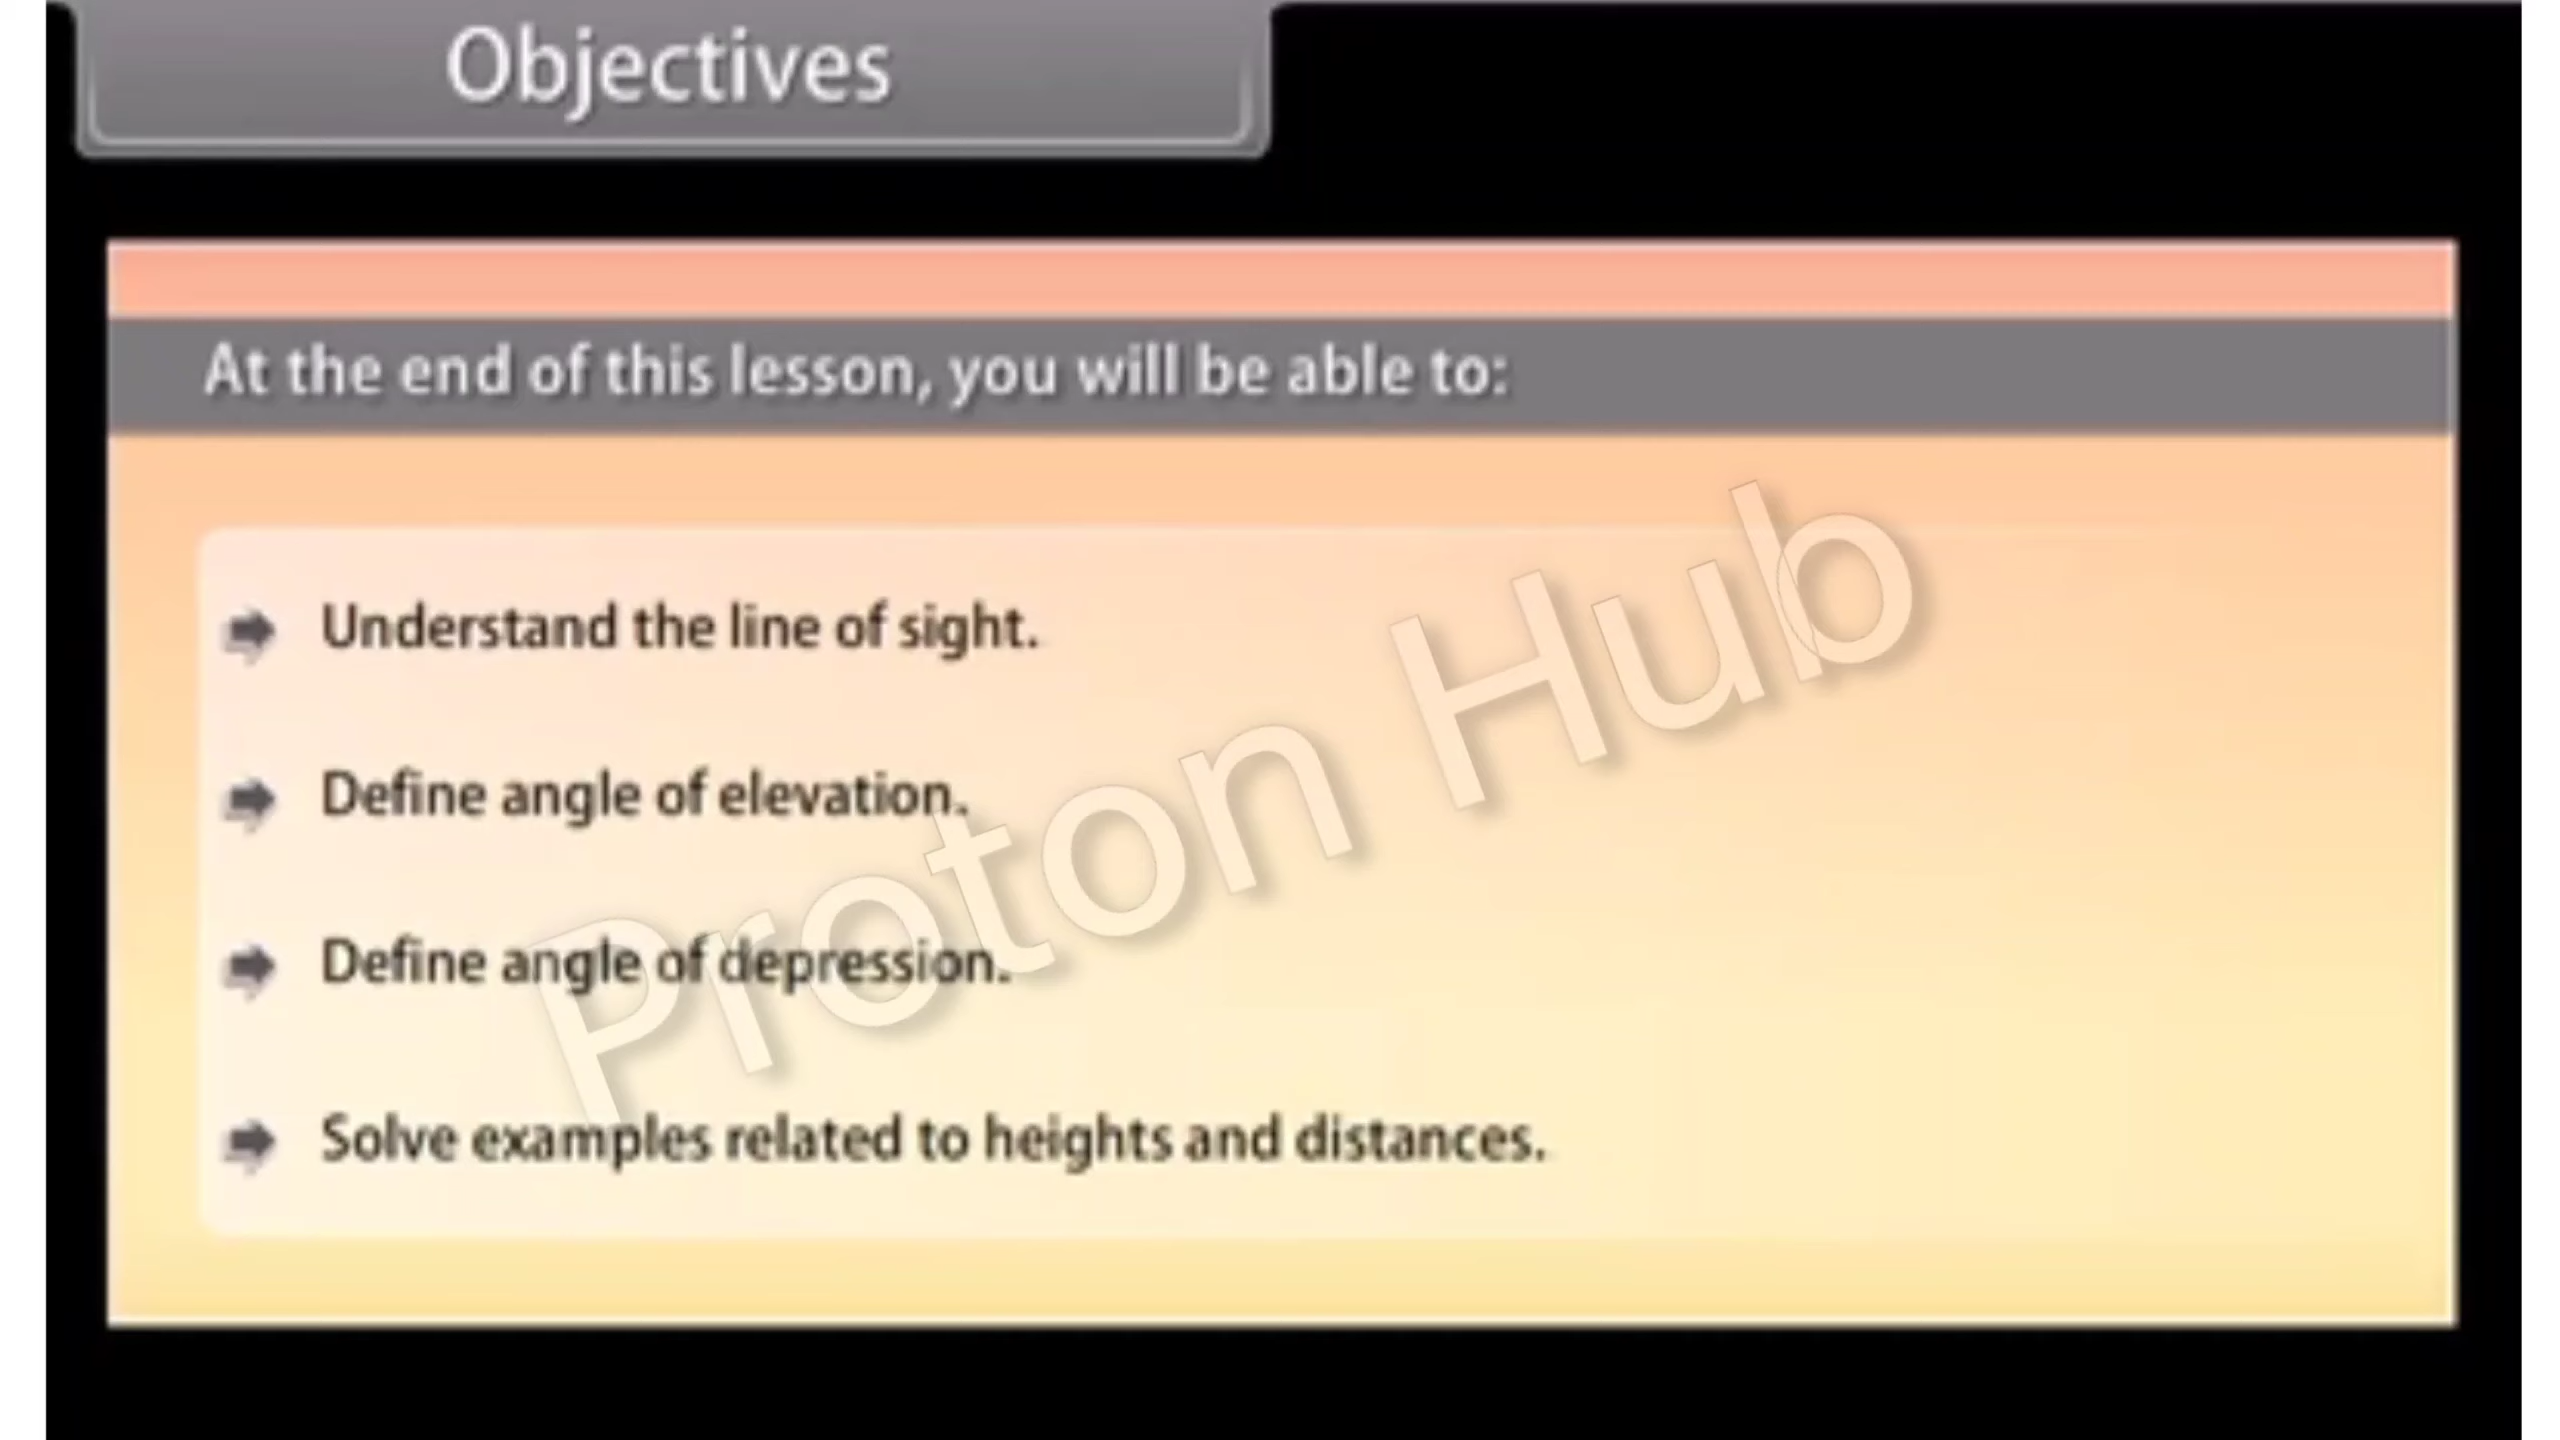 Objectives
At the end of this lesson, you will be able to:
Understand the line of sight.
Define angle of elevation.
Define angle of depression.
Solve examples related to heights and distances.
Proton Hub